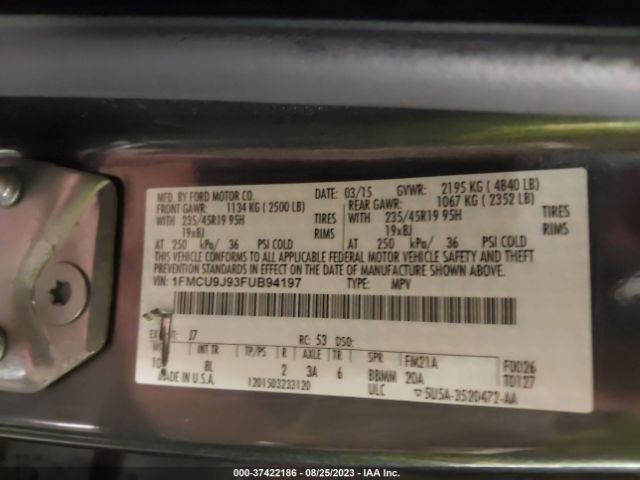 MFD. BY FORD MOTOR CO.
DATE: 03/15 GVWR: 2195 KG ( 4840 LB)
FRONT GAWR: 1134 KG ( 2500 LB) REAR GAWR: 1067 KG ( 2352 LB)
WITH 235/45R19 95H TIRES WITH 235/45R19 95H TIRES
19x8J RIMS 19x8J RIMS
AT 250 kPa/ 36 PSI COLD AT 250 kPa/ 36 PSI COLD
THIS VEHICLE CONFORMS TO ALL APPLICABLE FEDERAL MOTOR VEHICLE SAFETY AND THEFT
PREVENTION STANDARDS IN EFFECT ON THE DATE OF MANUFACTURE SHOWN ABOVE.
VIN: 1FMCU9J93FUB94197 TYPE: MPV
J7 RC: 53 DSO:
INT TR TP/PS R AXLE TR SPR FM21A F0026
BL 2 3A 6 BBMM 20A T0127
MADE IN U.S.A. 1201503233120 ULC ▽5U5A-3520472-AA
000-37422186 - 08/25/2023 - IAA Inc.